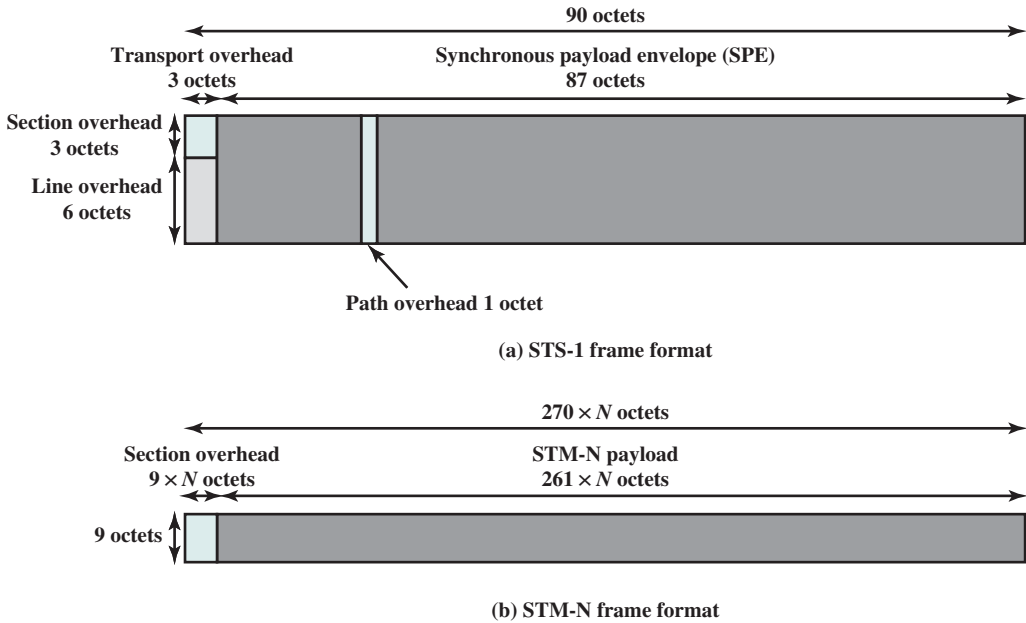 90 octets
Transport overhead
3 octets
Synchronous payload envelope (SPE)
87 octets
Section overhead
3 octets
Line overhead
6 octets
Path overhead 1 octet
(a) STS-1 frame format
270 × N octets
Section overhead
9 × N octets
STM-N payload
261 × N octets
9 octets
(b) STM-N frame format